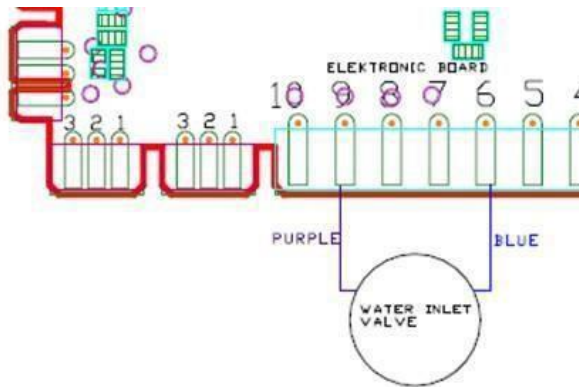 ELEKTRONIC BOARD
10 9 8 7 6 5 4
3 2 1 3 2 1
PURPLE BLUE
WATER INLET
VALVE